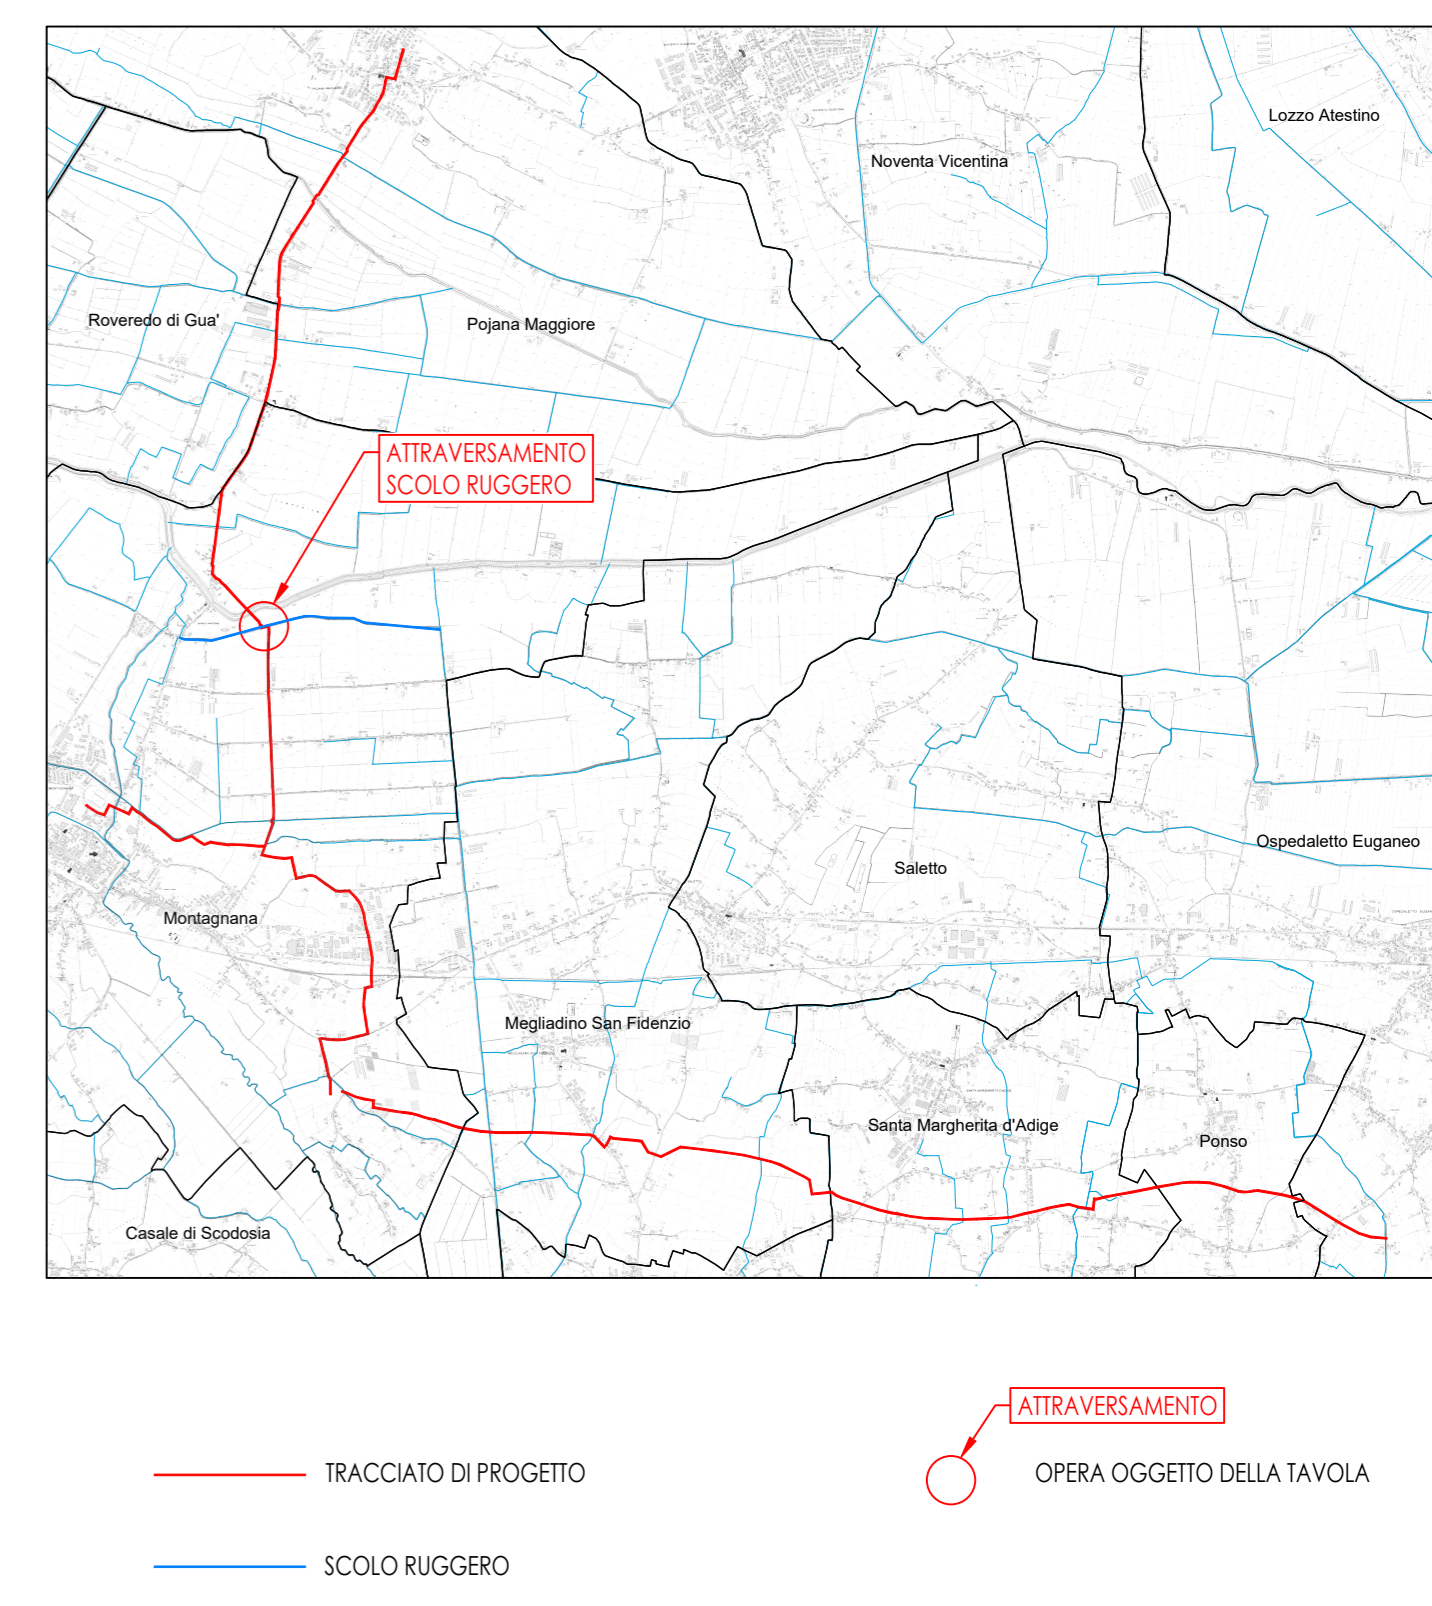 Lozzo Atestino
Noventa Vicentina
Roveredo di Gua'
Pojana Maggiore
ATTRAVERSAMENTO
SCOLO RUGGERO
Ospedaletto Euganeo
Saletto
Montagnana
Megliadino San Fidenzio
Santa Margherita d'Adige
Ponso
Casale di Scodosia
ATTRAVERSAMENTO
TRACCIATO DI PROGETTO
OPERA OGGETTO DELLA TAVOLA
SCOLO RUGGERO